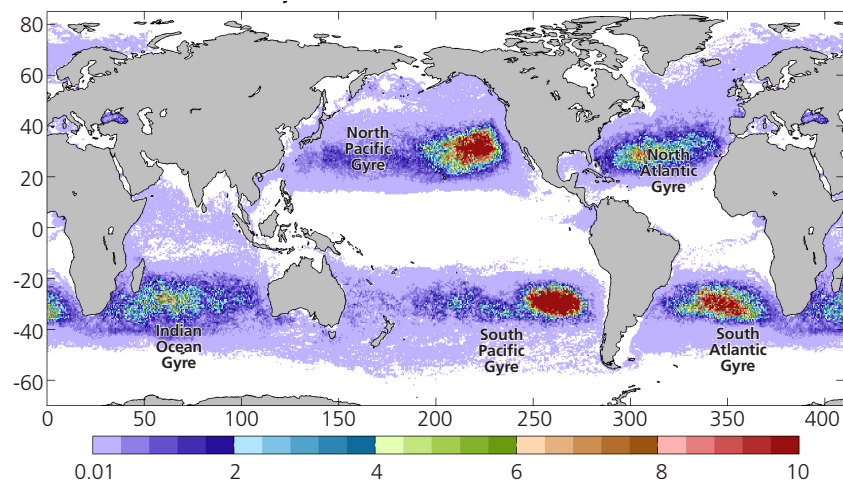 80
60
40
20
0
-20
-40
-60
North
Pacific
Gyre
North
Atlantic
Gyre
Indian
Ocean
Gyre
South
Pacific
Gyre
South
Atlantic
Gyre
0 50 100 150 200 250 300 350 400
0.01 2 4 6 8 10